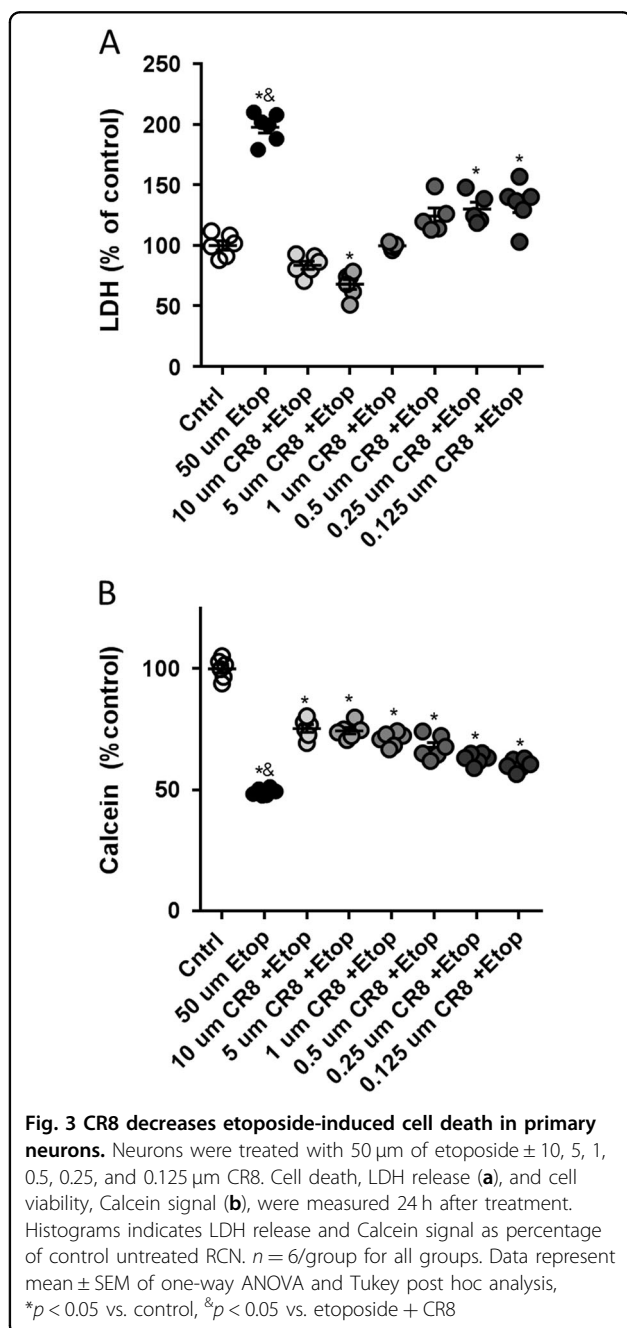 A
LDH (% of control)
250
200
150
100
50
0
*&
*
*
*
Cntrl
50 um Etop
10 um CR8 +Etop
5 um CR8 +Etop
1 um CR8 +Etop
0.5 um CR8 +Etop
0.25 um CR8 +Etop
0.125 um CR8 +Etop
B
Calcein (%control)
100
50
0
*&
*
*
*
*
*
*
Cntrl
50 um Etop
10 um CR8 +Etop
5 um CR8 +Etop
1 um CR8 +Etop
0.5 um CR8 +Etop
0.25 um CR8 +Etop
0.125 um CR8 +Etop
Fig. 3 CR8 decreases etoposide-induced cell death in primary
neurons. Neurons were treated with 50 μm of etoposide ± 10, 5, 1,
0.5, 0.25, and 0.125 μm CR8. Cell death, LDH release (a), and cell
viability, Calcein signal (b), were measured 24 h after treatment.
Histograms indicates LDH release and Calcein signal as percentage
of control untreated RCN. n = 6/group for all groups. Data represent
mean ± SEM of one-way ANOVA and Tukey post hoc analysis,
*p < 0.05 vs. control, &p < 0.05 vs. etoposide + CR8